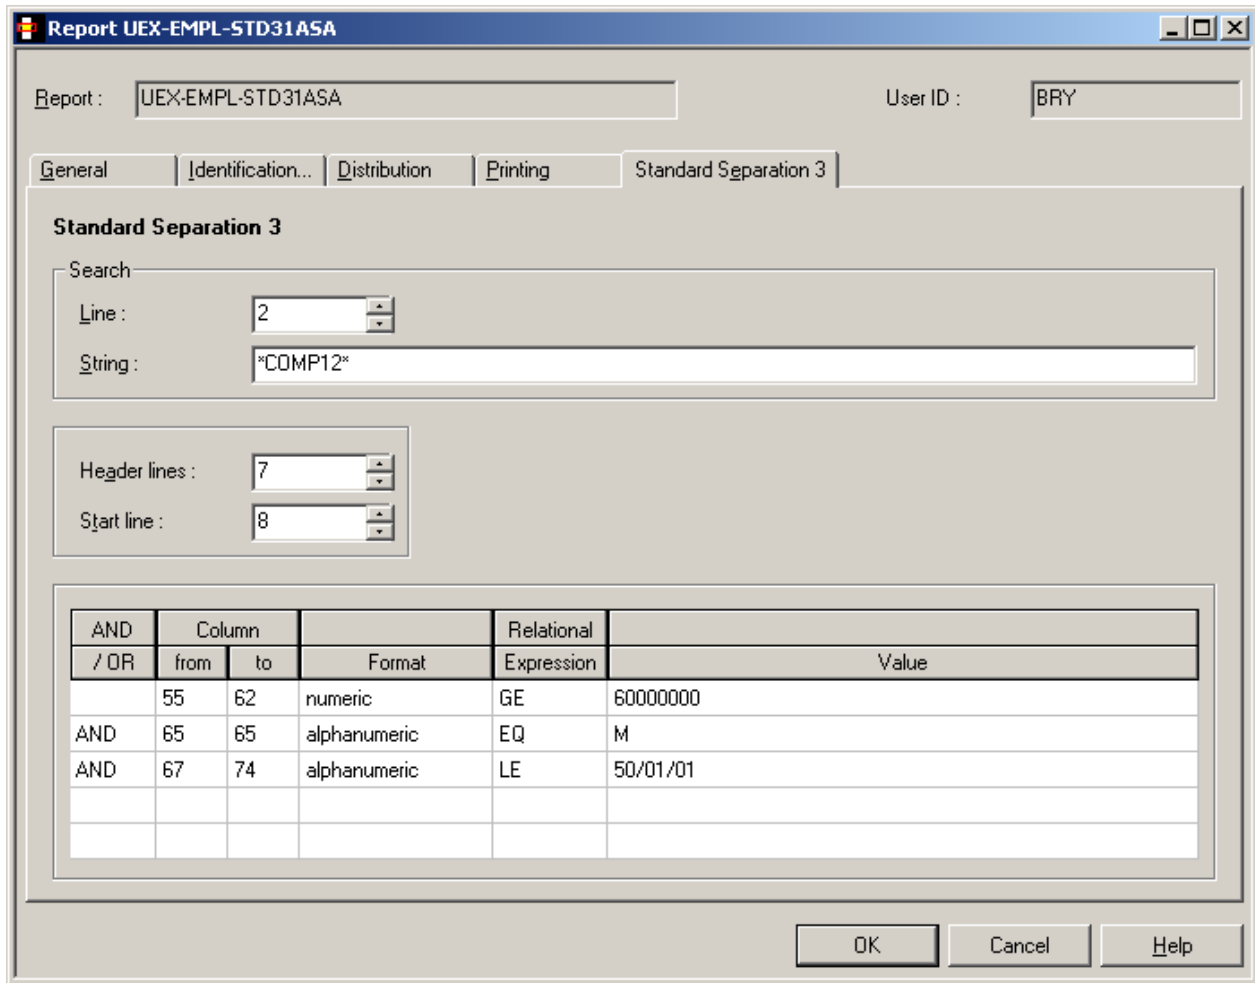 Report UEX-EMPL-STD31ASA
Report : UEX-EMPL-STD31ASA User ID : BRY
General Identification... Distribution Printing Standard Separation 3
Standard Separation 3
Search
Line : 2
String : *COMP12*
Header lines : 7
Start line : 8
AND Column Relational
/ OR from to Format Expression Value
55 62 numeric GE 60000000
AND 65 65 alphanumeric EQ M
AND 67 74 alphanumeric LE 50/01/01
OK Cancel Help